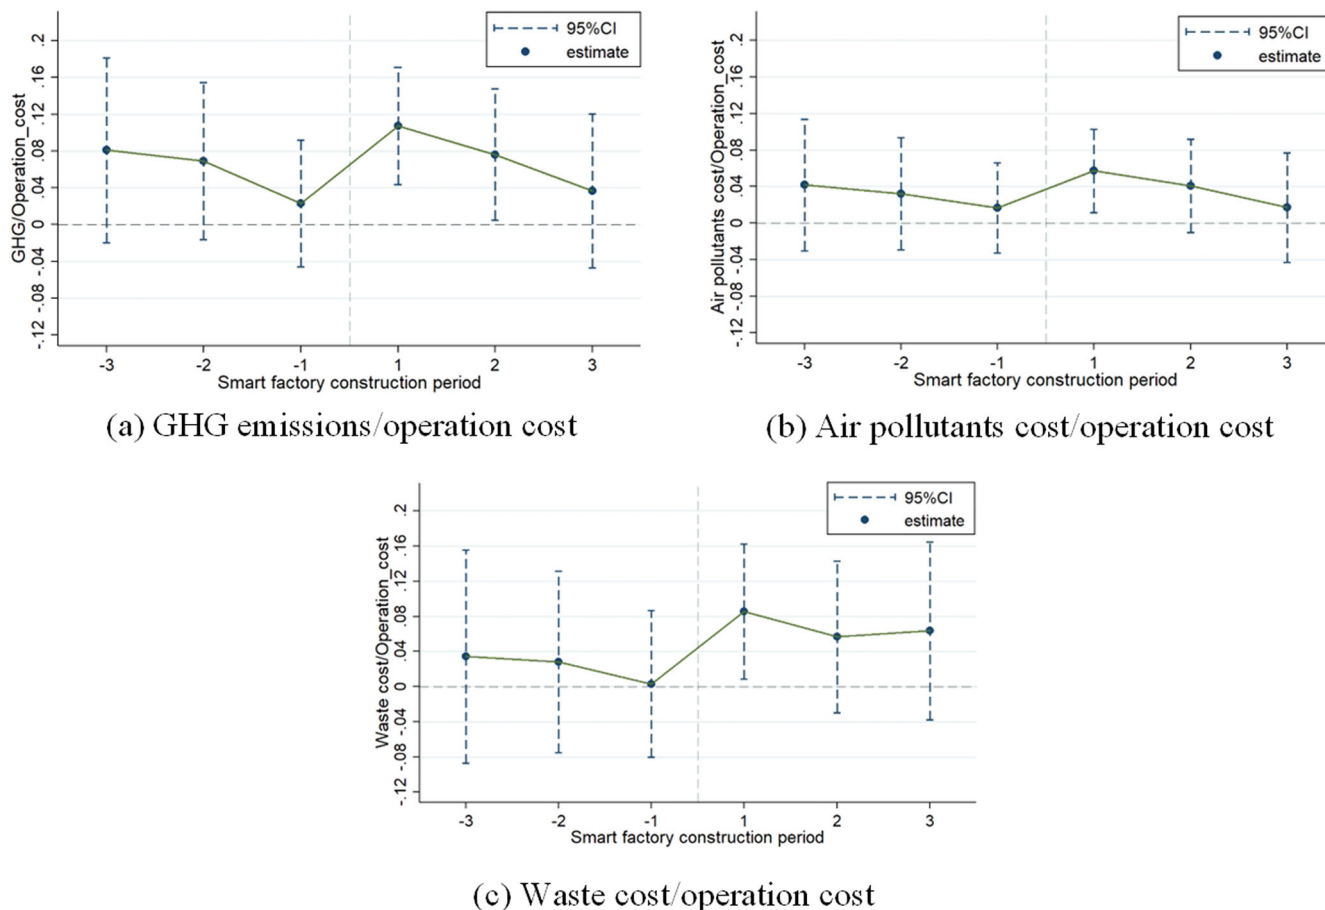 95%CI
estimate
GHG/Operation_cost
.2
.16
.12
.08
.04
0
-.04
-.08
-.12
-3 -2 -1 1 2 3
Smart factory construction period
(a) GHG emissions/operation cost
95%CI
estimate
Air pollutants cost/Operation_cost
.2
.16
.12
.08
.04
0
-.04
-.08
-.12
-3 -2 -1 1 2 3
Smart factory construction period
(b) Air pollutants cost/operation cost
95%CI
estimate
Waste cost/Operation_cost
.2
.16
.12
.08
.04
0
-.04
-.08
-.12
-3 -2 -1 1 2 3
Smart factory construction period
(c) Waste cost/operation cost